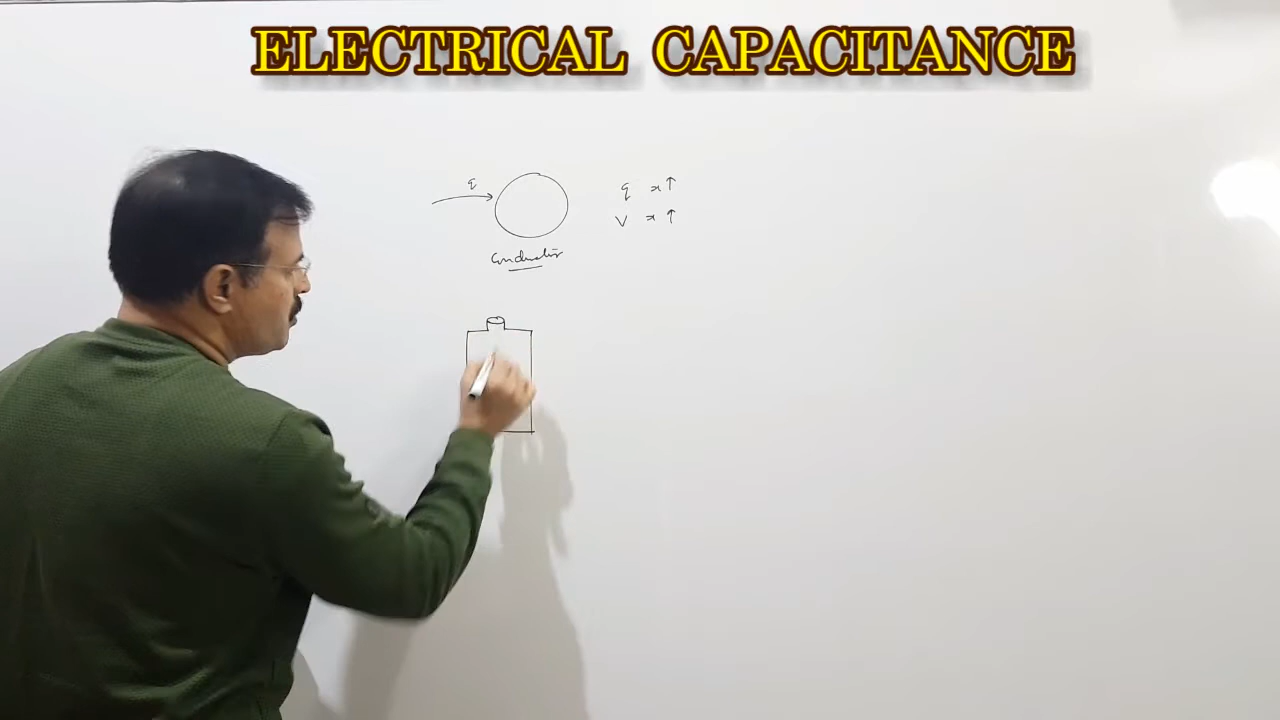 ELECTRICAL CAPACITANCE
q
q x ↑
V x ↑
Conductor